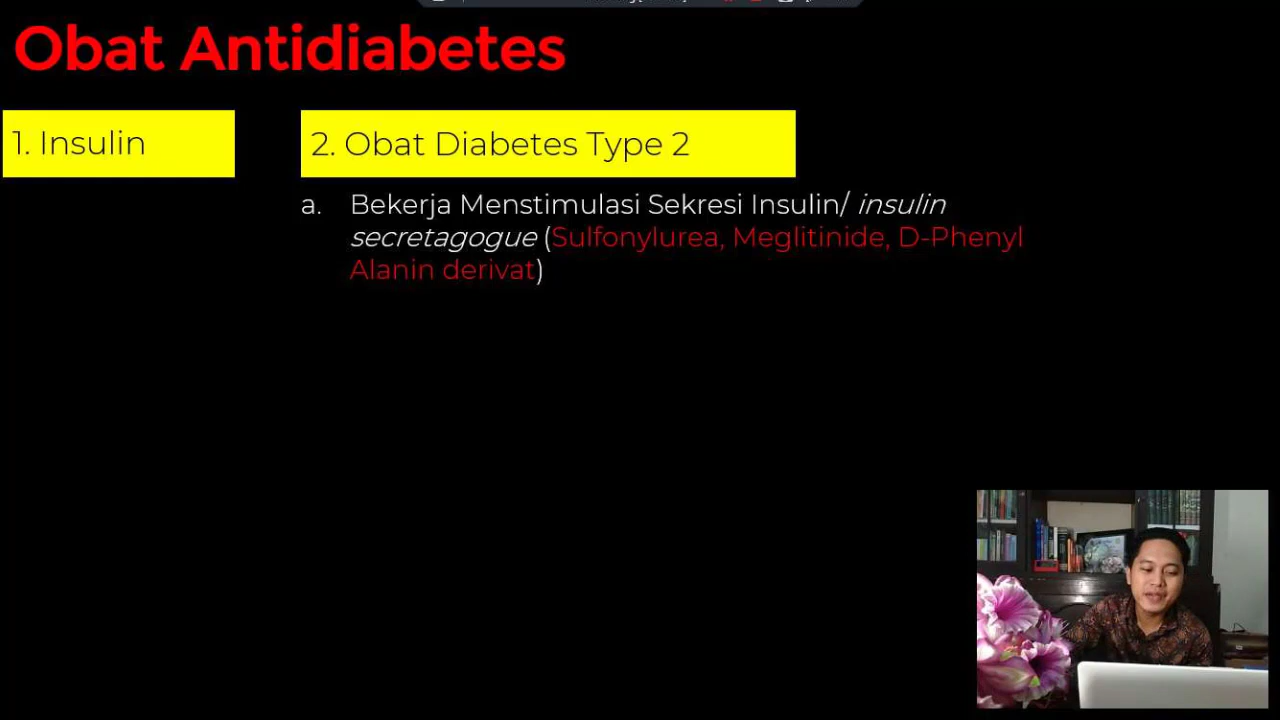 Obat Antidiabetes
1. Insulin
2. Obat Diabetes Type 2
a. Bekerja Menstimulasi Sekresi Insulin/ insulin
secretagogue (Sulfonylurea, Meglitinide, D-Phenyl
Alanin derivat)